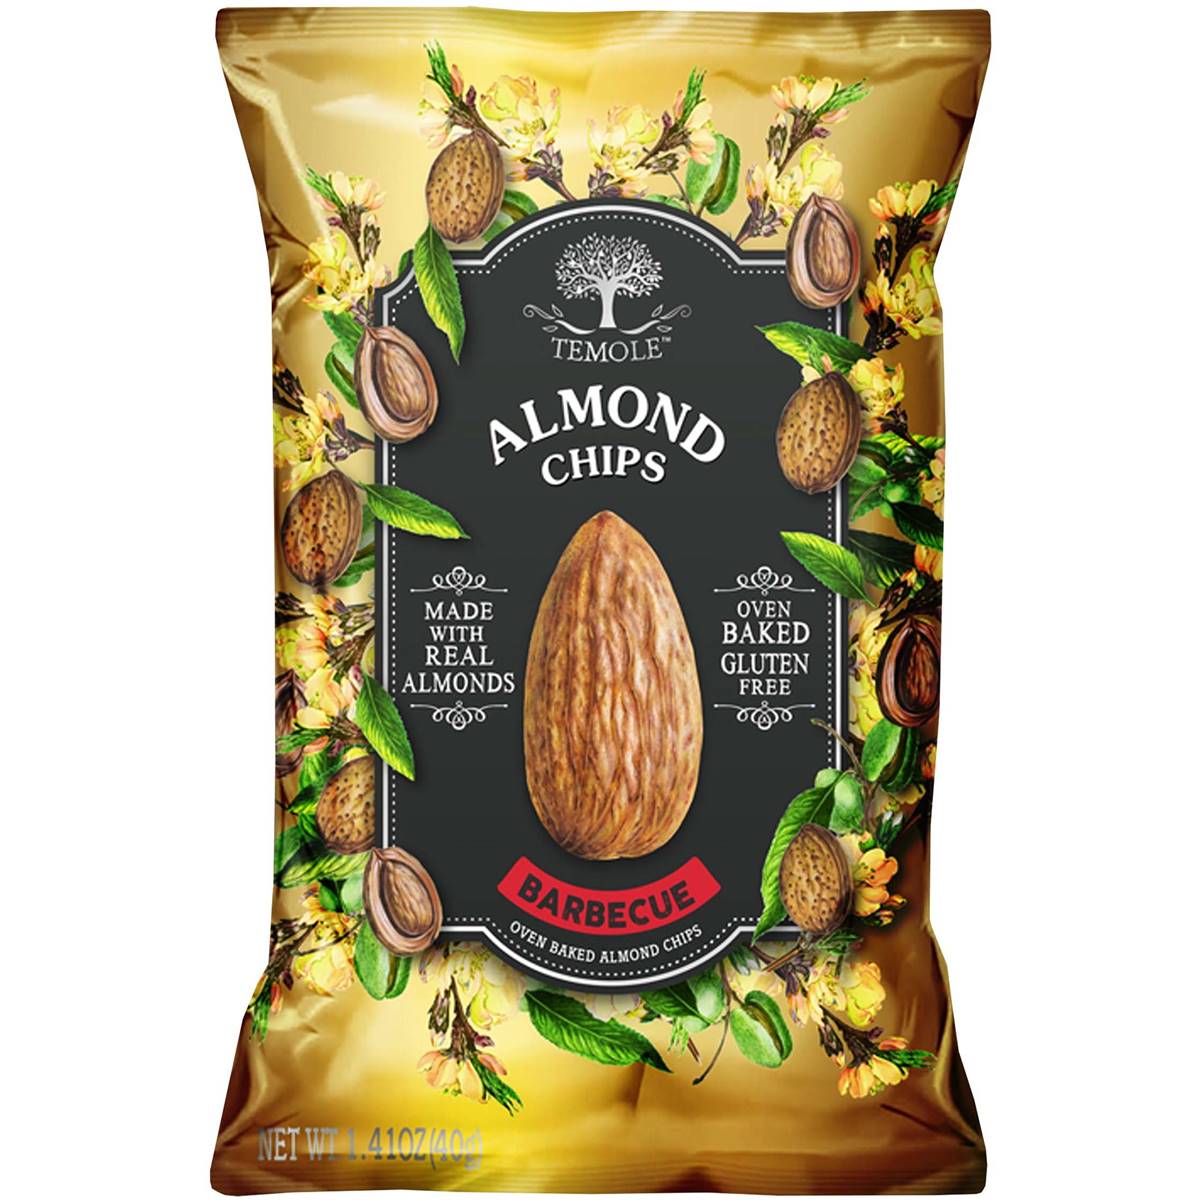 TEMOLE™
ALMOND
CHIPS
MADE
WITH
REAL
ALMONDS
OVEN
BAKED
GLUTEN
FREE
BARBECUE
OVEN BAKED ALMOND CHIPS
NET WT 1.41OZ(40g)